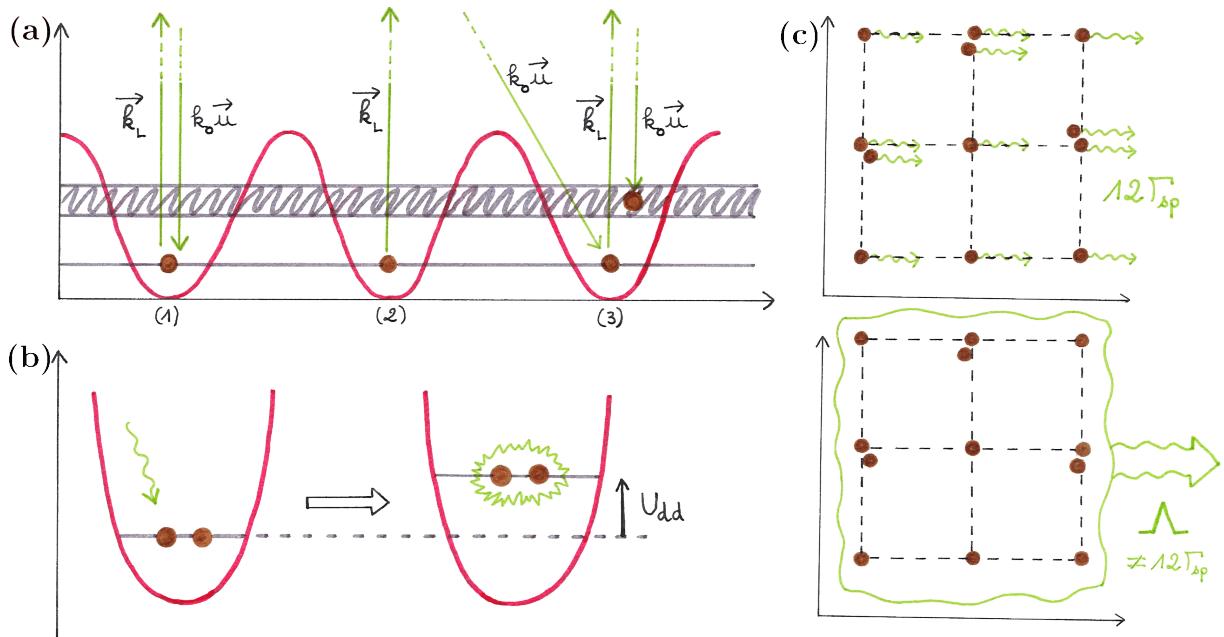 (a)
k_L
k_0 u
k_L
k_0 u
k_L
k_0 u
(1)
(2)
(3)
(b)
U_dd
(c)
12 Γ_sp
≠ 12 Γ_sp